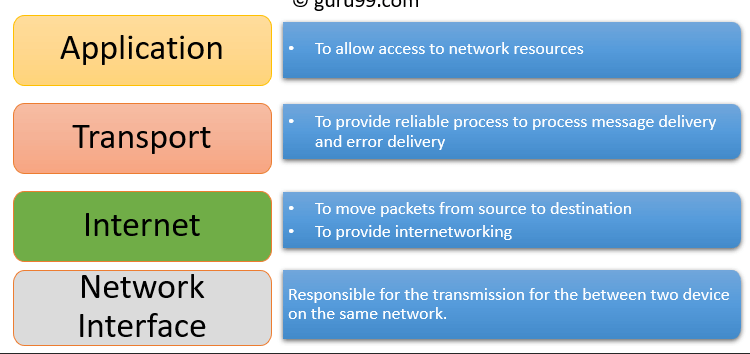 © guru99.com
Application
• To allow access to network resources
Transport
• To provide reliable process to process message delivery
and error delivery
Internet
• To move packets from source to destination
• To provide internetworking
Network
Interface
Responsible for the transmission for the between two device
on the same network.